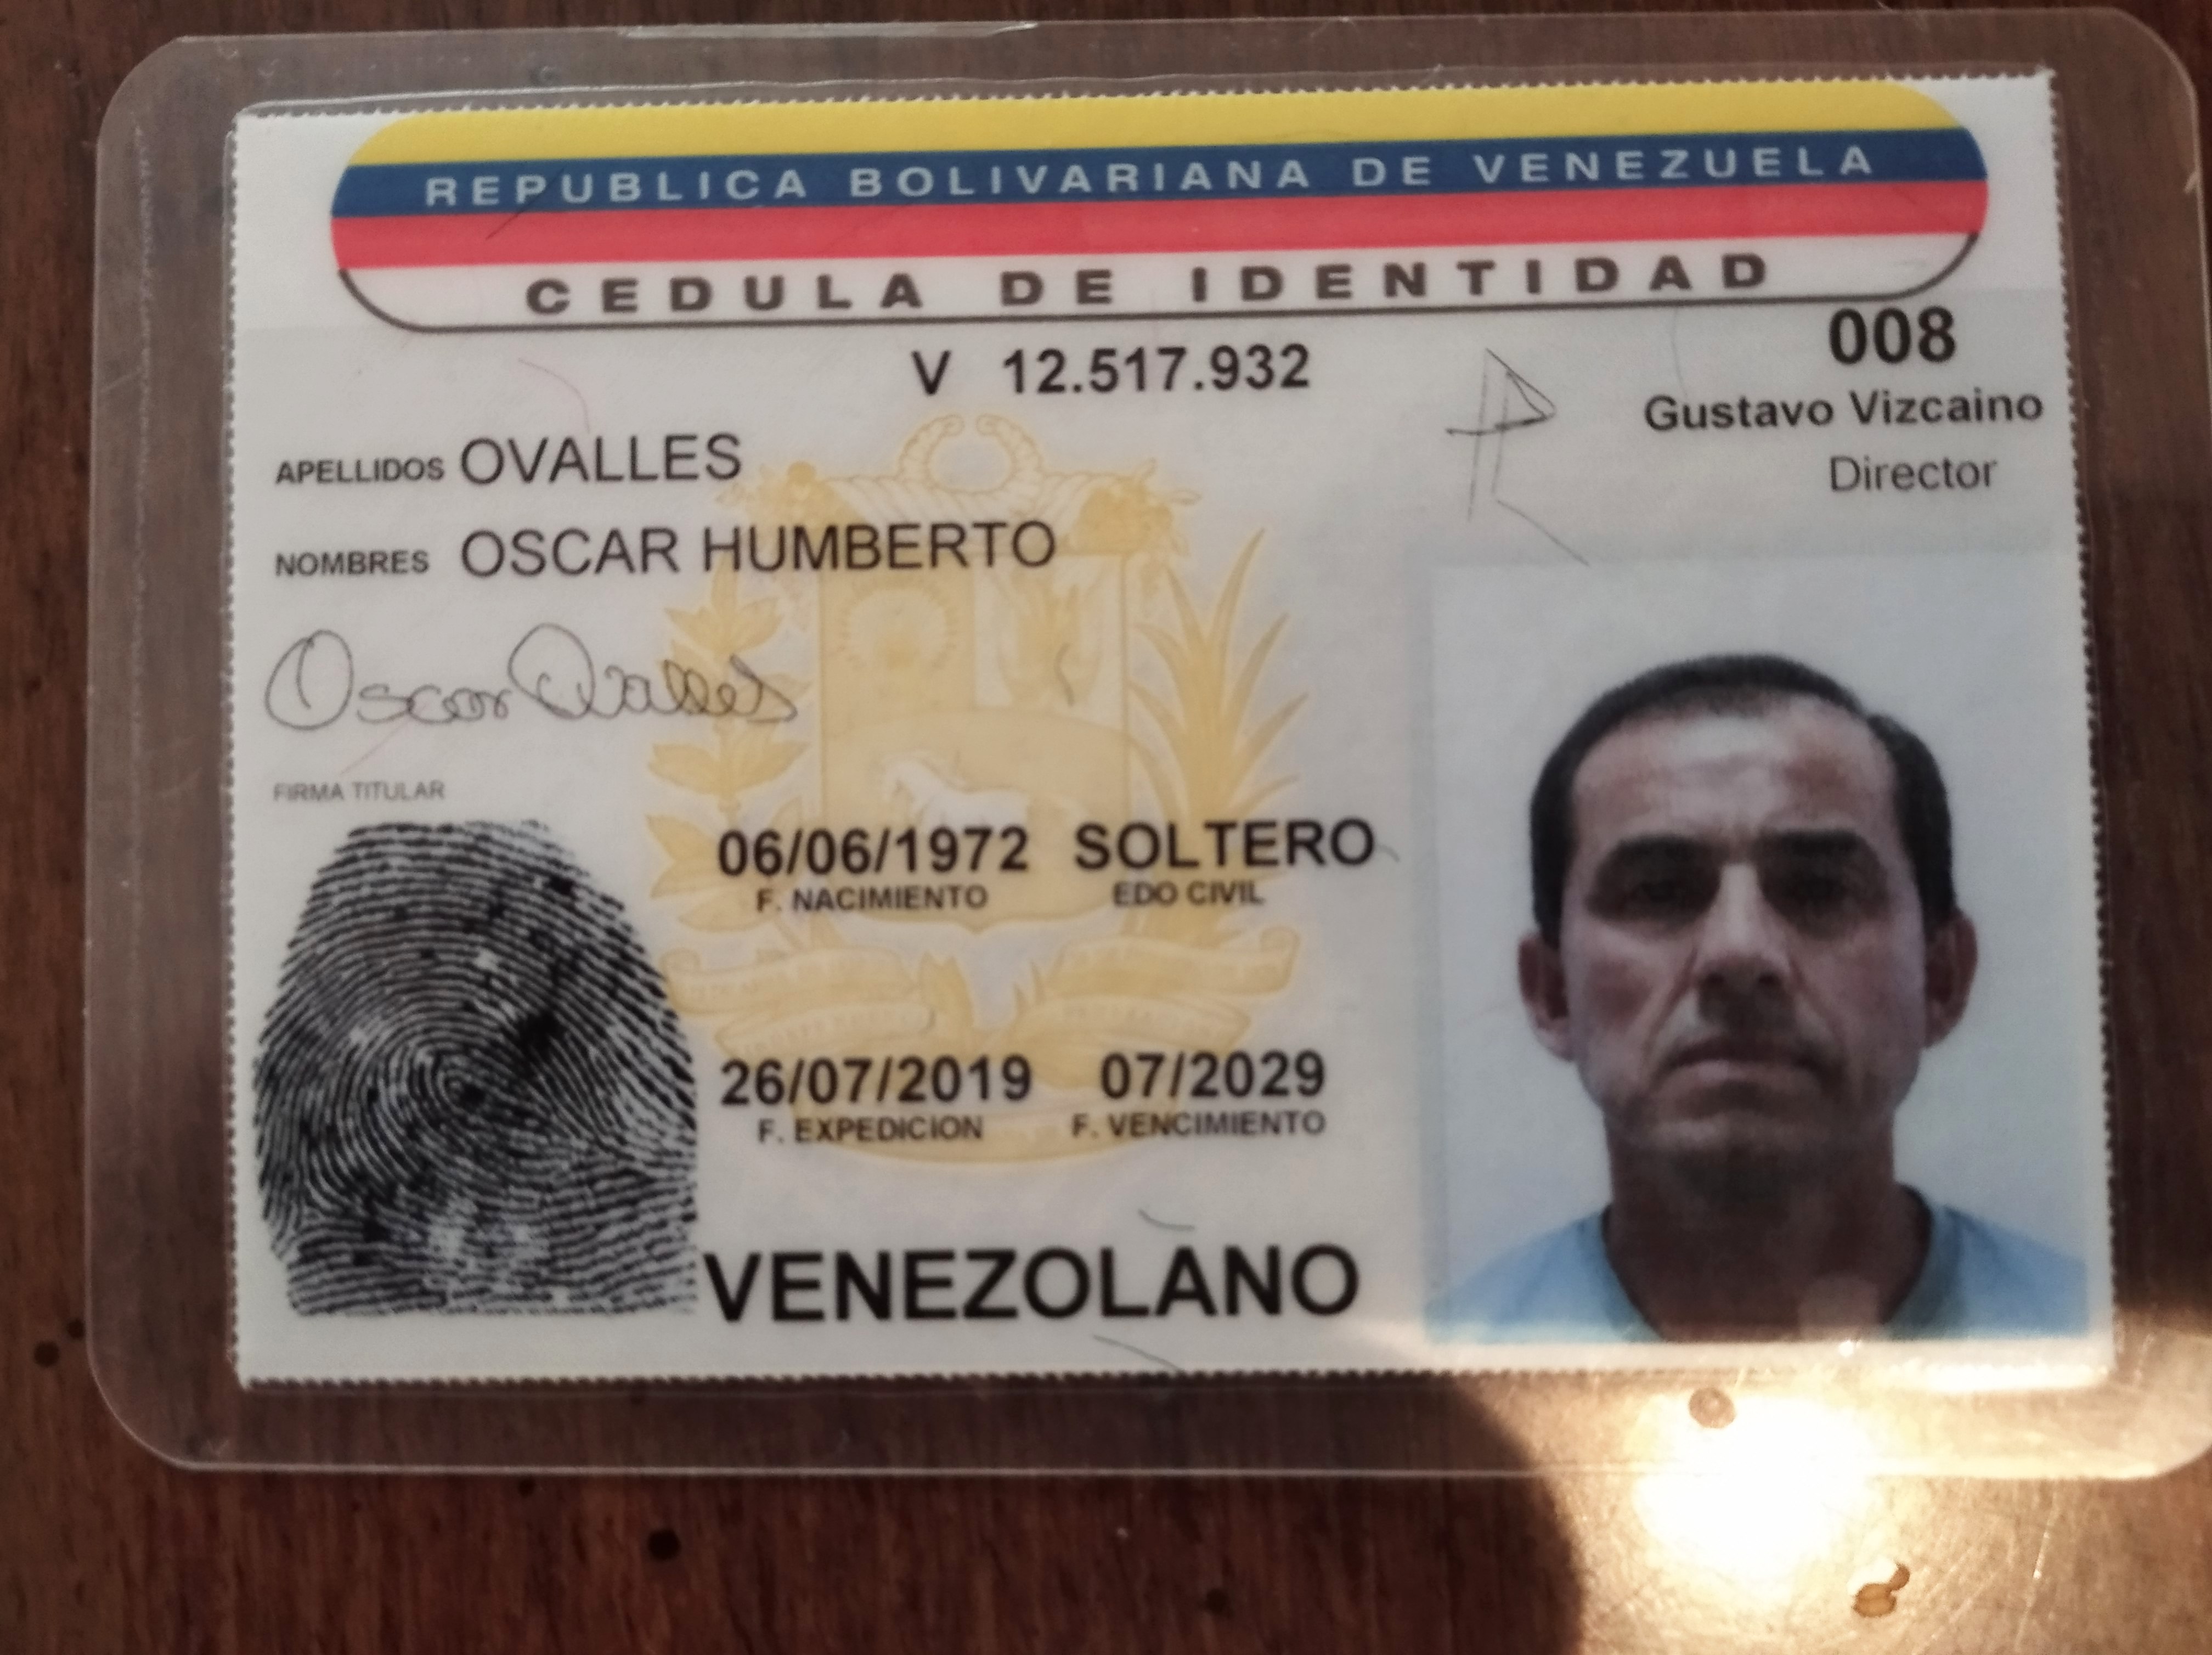 REPUBLICA BOLIVARIANA DE VENEZUELA
CEDULA DE IDENTIDAD
V 12.517.932
008
Gustavo Vizcaino
Director
APELLIDOS OVALLES
NOMBRES OSCAR HUMBERTO
Oscar Ovalles
FIRMA TITULAR
06/06/1972 SOLTERO
F. NACIMIENTO EDO CIVIL
26/07/2019 07/2029
F. EXPEDICION F. VENCIMIENTO
VENEZOLANO